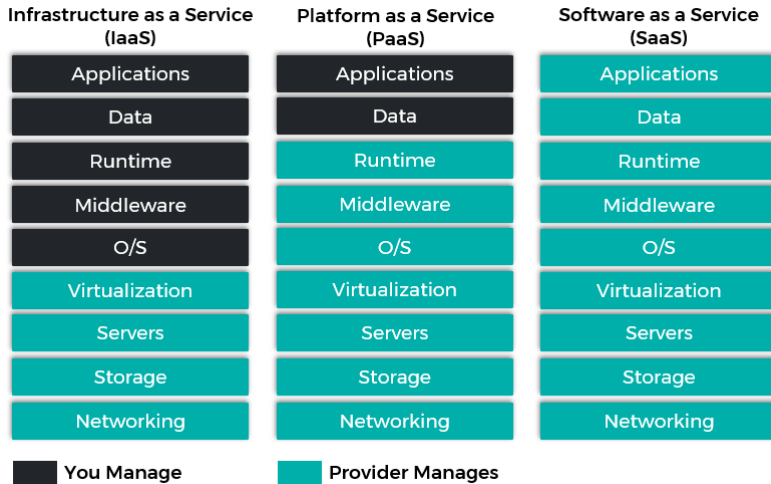 Infrastructure as a Service
(IaaS)
Applications
Data
Runtime
Middleware
O/S
Virtualization
Servers
Storage
Networking
Platform as a Service
(PaaS)
Applications
Data
Runtime
Middleware
O/S
Virtualization
Servers
Storage
Networking
Software as a Service
(SaaS)
Applications
Data
Runtime
Middleware
O/S
Virtualization
Servers
Storage
Networking
You Manage
Provider Manages